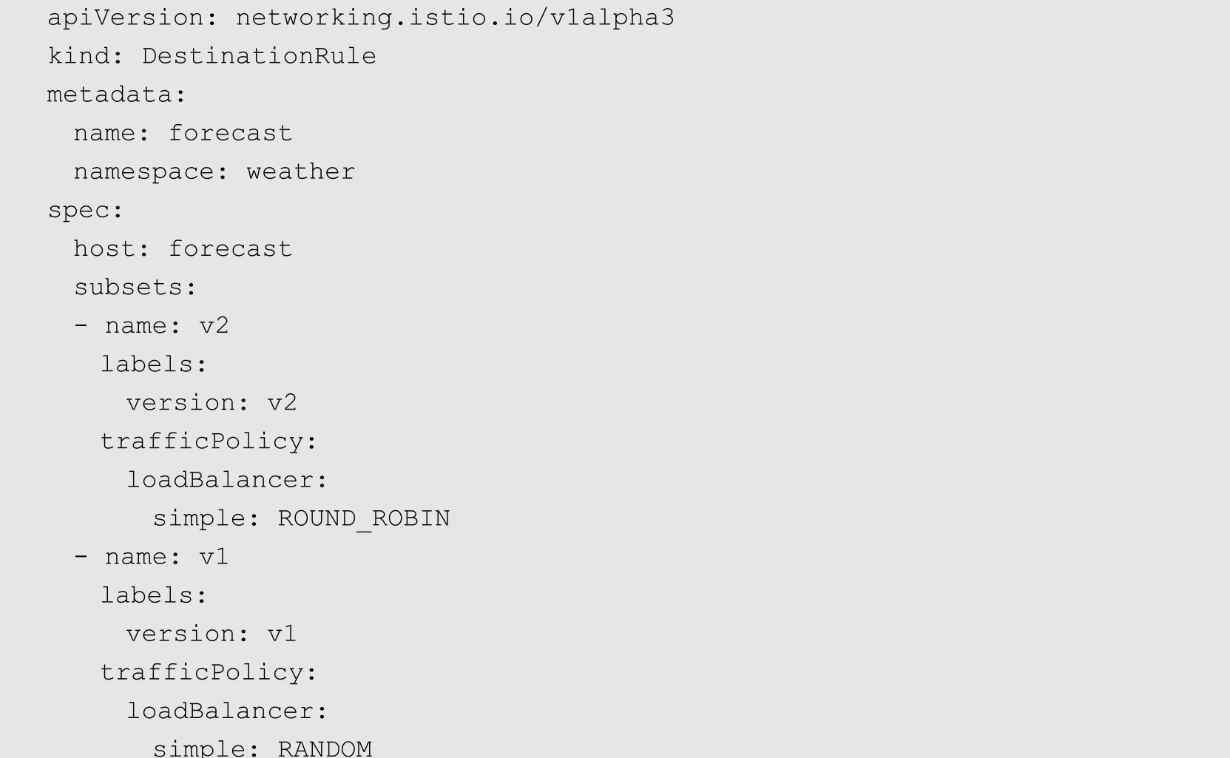 apiVersion: networking.istio.io/v1alpha3
kind: DestinationRule
metadata:
  name: forecast
  namespace: weather
spec:
  host: forecast
  subsets:
  - name: v2
    labels:
      version: v2
    trafficPolicy:
      loadBalancer:
        simple: ROUND_ROBIN
  - name: v1
    labels:
      version: v1
    trafficPolicy:
      loadBalancer:
        simple: RANDOM